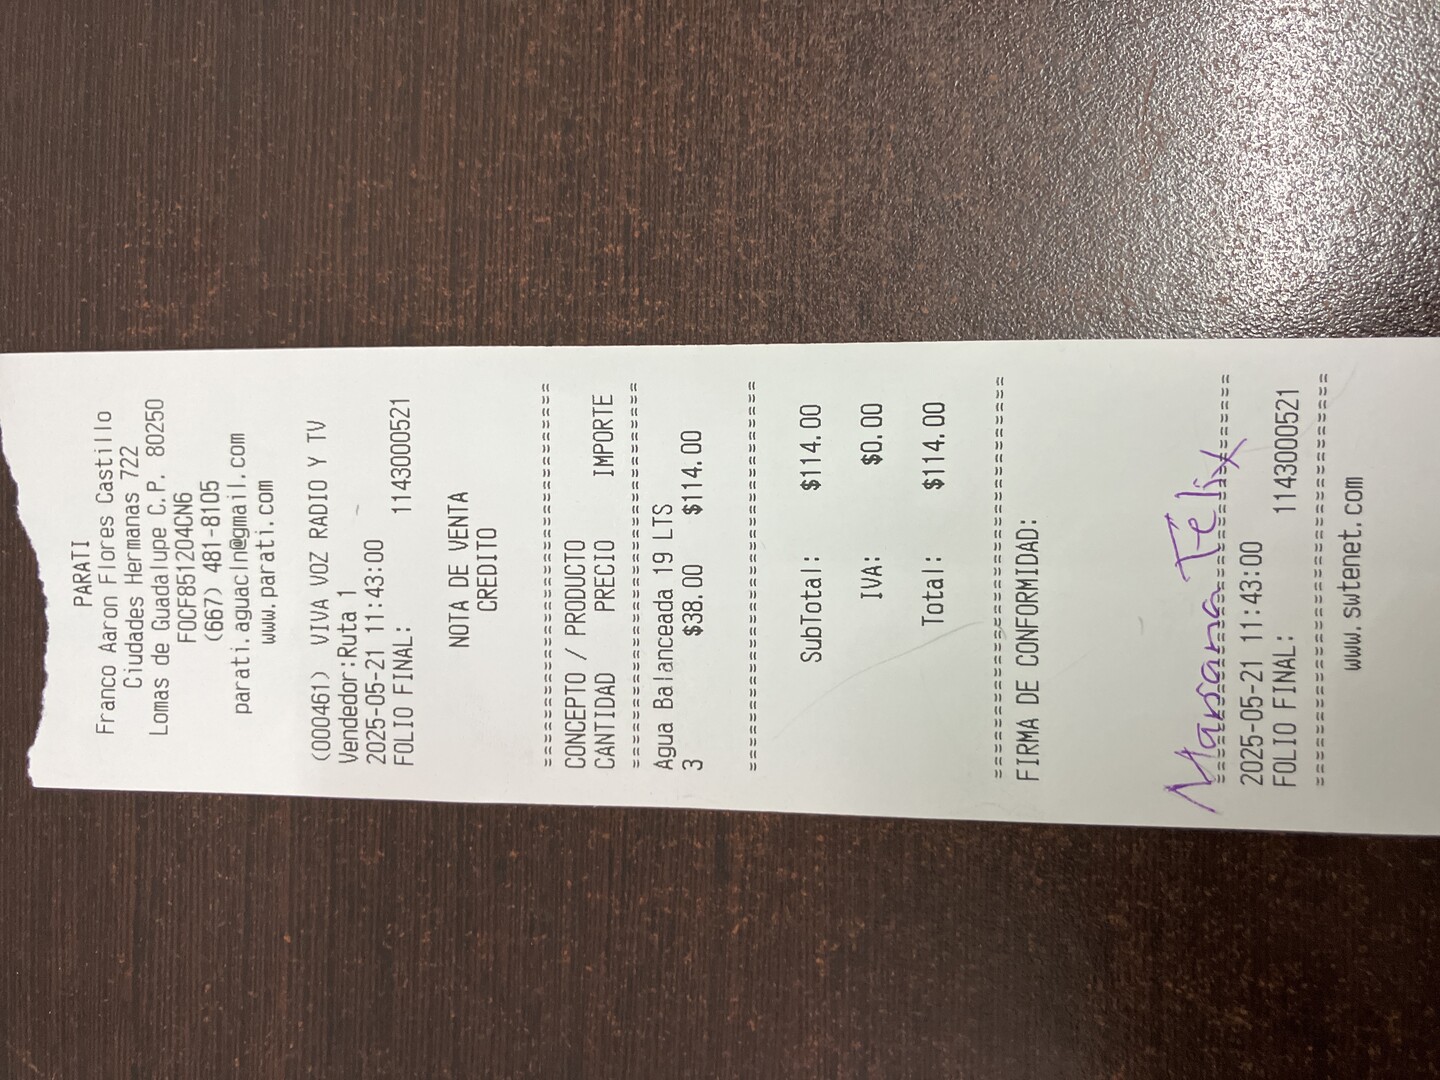 PARATI
Franco Aaron Flores Castillo
Ciudades Hermanas 722
Lomas de Guadalupe C.P. 80250
FOCF851204CN6
(667) 481-8105
parati.aguacln@gmail.com
www.parati.com
(000461) VIVA VOZ RADIO Y TV
Vendedor:Ruta 1
2025-05-21 11:43:00
FOLIO FINAL: 1143000521
NOTA DE VENTA
CREDITO
==============================
CONCEPTO / PRODUCTO
CANTIDAD PRECIO IMPORTE
==============================
Agua Balanceada 19 LTS
3 $38.00 $114.00
==============================
SubTotal: $114.00
IVA: $0.00
Total: $114.00
==============================
FIRMA DE CONFORMIDAD:
Mariana Félix
==============================
2025-05-21 11:43:00
FOLIO FINAL: 1143000521
==============================
www.swtenet.com